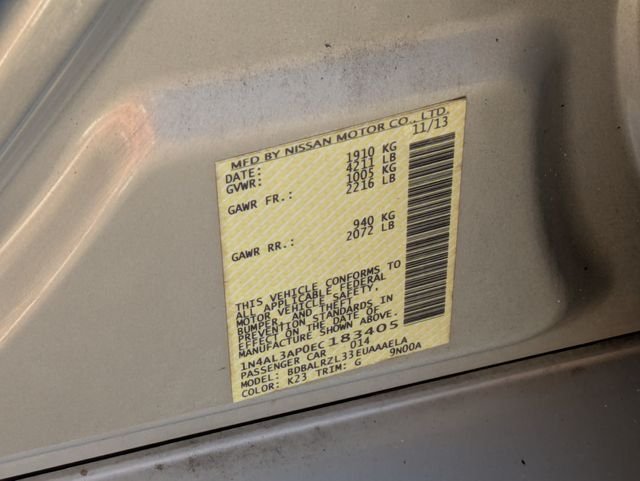 MFD BY NISSAN MOTOR CO., LTD.
DATE: 11/13
GVWR: 1910 KG
4211 LB
GAWR FR.: 1005 KG
2216 LB
GAWR RR.: 940 KG
2072 LB
THIS VEHICLE CONFORMS TO
ALL APPLICABLE FEDERAL
MOTOR VEHICLE SAFETY,
BUMPER, AND THEFT
PREVENTION STANDARDS IN
EFFECT ON THE DATE OF
MANUFACTURE SHOWN ABOVE.
1N4AL3AP0EC 183405
PASSENGER CAR 014
MODEL: BDBALRZL33EUAAAELA
COLOR: K23 TRIM: G 9N00A